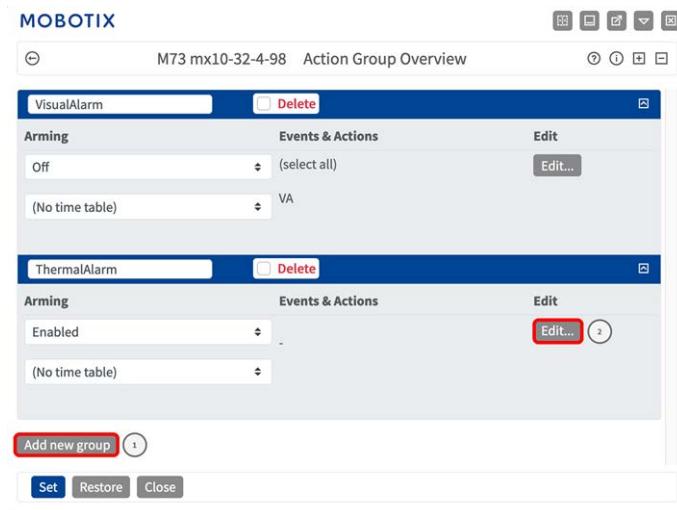 MOBOTIX
M73 mx10-32-4-98 Action Group Overview
VisualAlarm Delete
Arming Events & Actions Edit
Off (select all) Edit...
(No time table) VA
ThermalAlarm Delete
Arming Events & Actions Edit
Enabled - Edit... 2
(No time table)
Add new group 1
Set Restore Close